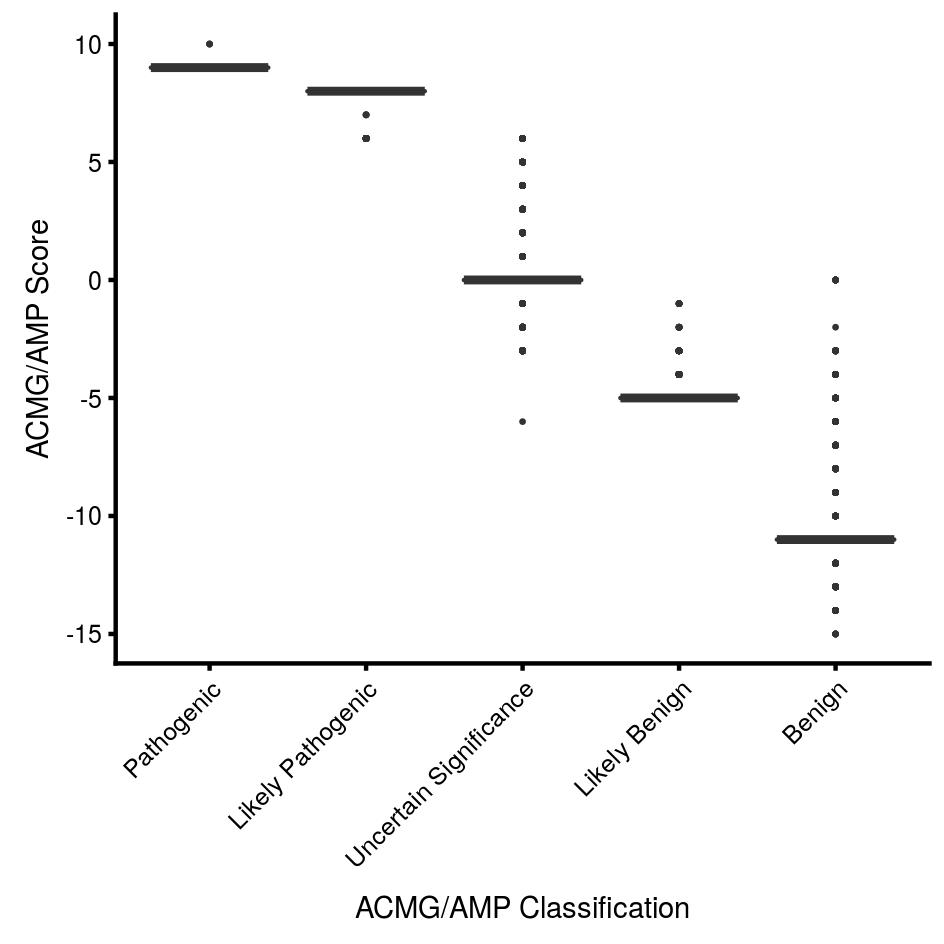 ACMG/AMP Score
10
5
0
-5
-10
-15
Pathogenic
Likely Pathogenic
Uncertain Significance
Likely Benign
Benign
ACMG/AMP Classification